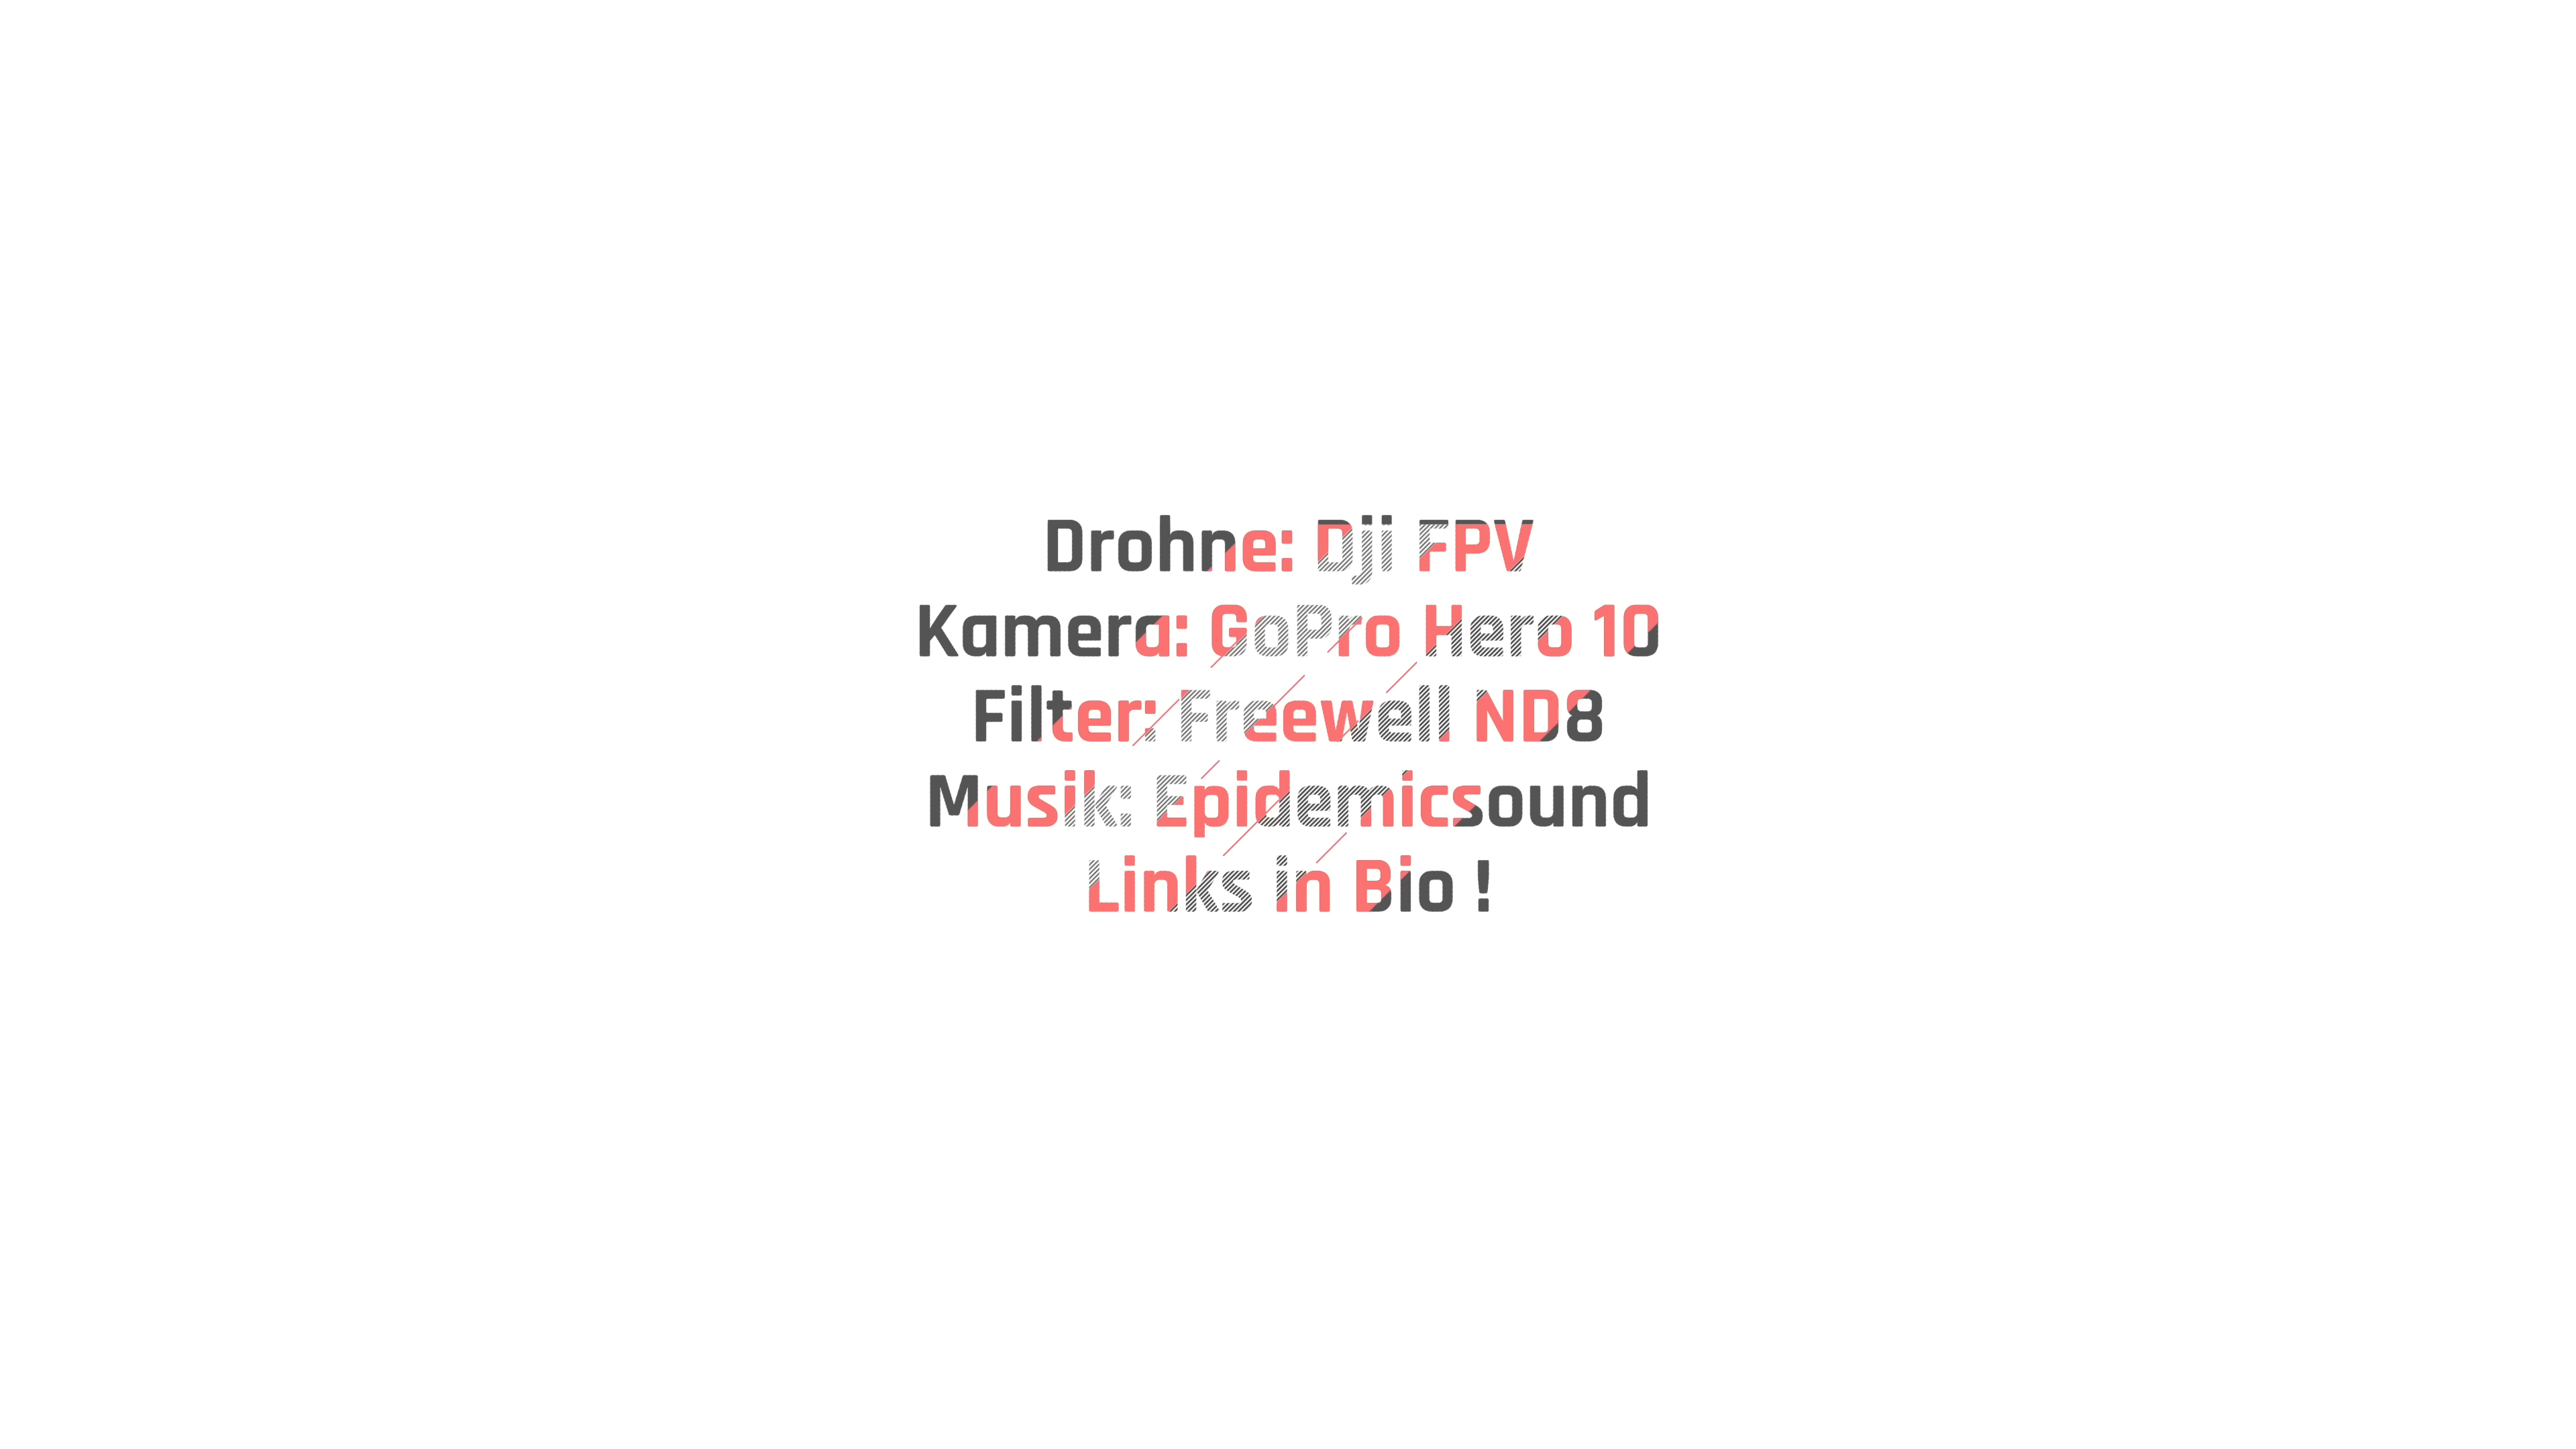 Drohne: Dji FPV
Kamera: GoPro Hero 10
Filter: Freewell ND8
Musik: Epidemicsound
Links in Bio !